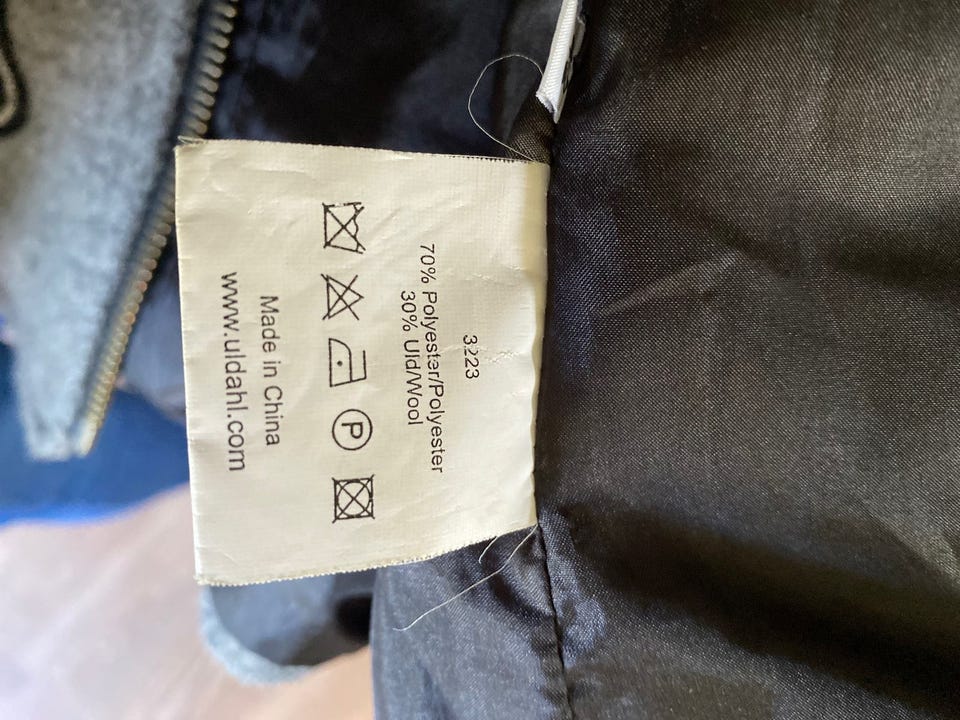 3223
70% Polyester/Polyester
30% Uld/Wool
P
Made in China
www.uldahl.com